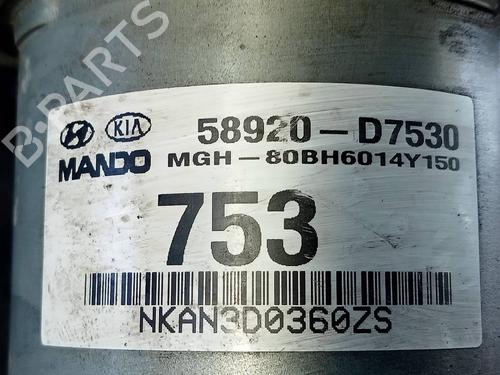 B-PARTS
KIA 58920-D7530
MANDO MGH-80BH6014Y150
753
NKAN3D0360ZS